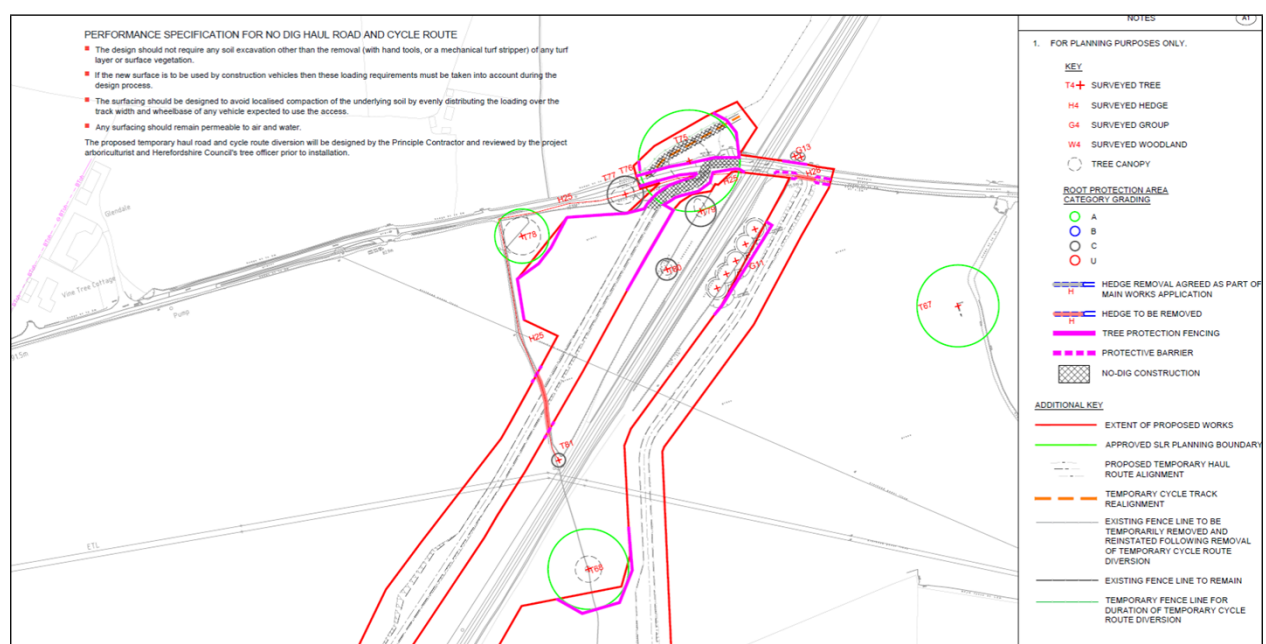 PERFORMANCE SPECIFICATION FOR NO DIG HAUL ROAD AND CYCLE ROUTE
The design should not require any soil excavation other than the removal (with hand tools, or a mechanical turf stripper) of any turf
layer or surface vegetation.
If the new surface is to be used by construction vehicles then these loading requirements must be taken into account during the
design process.
The surfacing should be designed to avoid localised compaction of the underlying soil by evenly distributing the loading over the
track width and wheelbase of any vehicle expected to use the access.
Any surfacing should remain permeable to air and water.
The proposed temporary haul road and cycle route diversion will be designed by the Principle Contractor and reviewed by the project
arboriculturist and Herefordshire Council's tree officer prior to installation.
T75
T76
T77
G13
H26
H25
H25
T79
T78
Glendale
G11
Vine Tree Cottage
Pump
T67
H25
T81
ETL
T68
NOTES
A1
1. FOR PLANNING PURPOSES ONLY.
KEY
T4 SURVEYED TREE
H4 SURVEYED HEDGE
G4 SURVEYED GROUP
W4 SURVEYED WOODLAND
TREE CANOPY
ROOT PROTECTION AREA
CATEGORY GRADING
A
B
C
U
HEDGE REMOVAL AGREED AS PART OF
H MAIN WORKS APPLICATION
HEDGE TO BE REMOVED
H
TREE PROTECTION FENCING
PROTECTIVE BARRIER
NO-DIG CONSTRUCTION
ADDITIONAL KEY
EXTENT OF PROPOSED WORKS
APPROVED SLR PLANNING BOUNDARY
PROPOSED TEMPORARY HAUL
ROUTE ALIGNMENT
TEMPORARY CYCLE TRACK
REALIGNMENT
EXISTING FENCE LINE TO BE
TEMPORARILY REMOVED AND
REINSTATED FOLLOWING REMOVAL
OF TEMPORARY CYCLE ROUTE
DIVERSION
EXISTING FENCE LINE TO REMAIN
TEMPORARY FENCE LINE FOR
DURATION OF TEMPORARY CYCLE
ROUTE DIVERSION